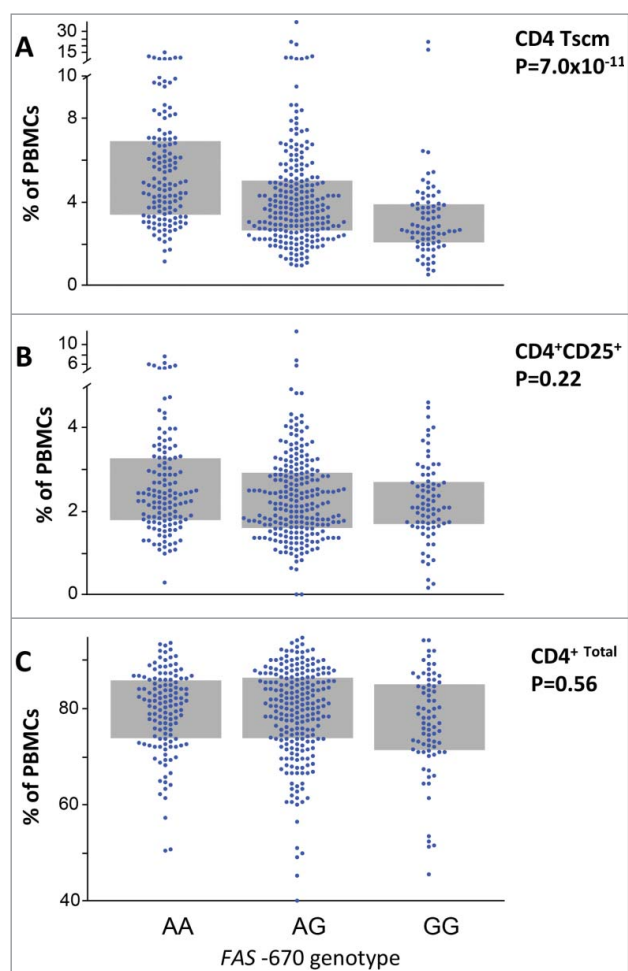 A
30
15
10
8
4
0
% of PBMCs
CD4 Tscm
P=7.0x10⁻¹¹
B
10
6
4
2
0
% of PBMCs
CD4⁺CD25⁺
P=0.22
C
80
60
40
% of PBMCs
CD4⁺ ᵀᵒᵗᵃˡ
P=0.56
AA AG GG
FAS -670 genotype